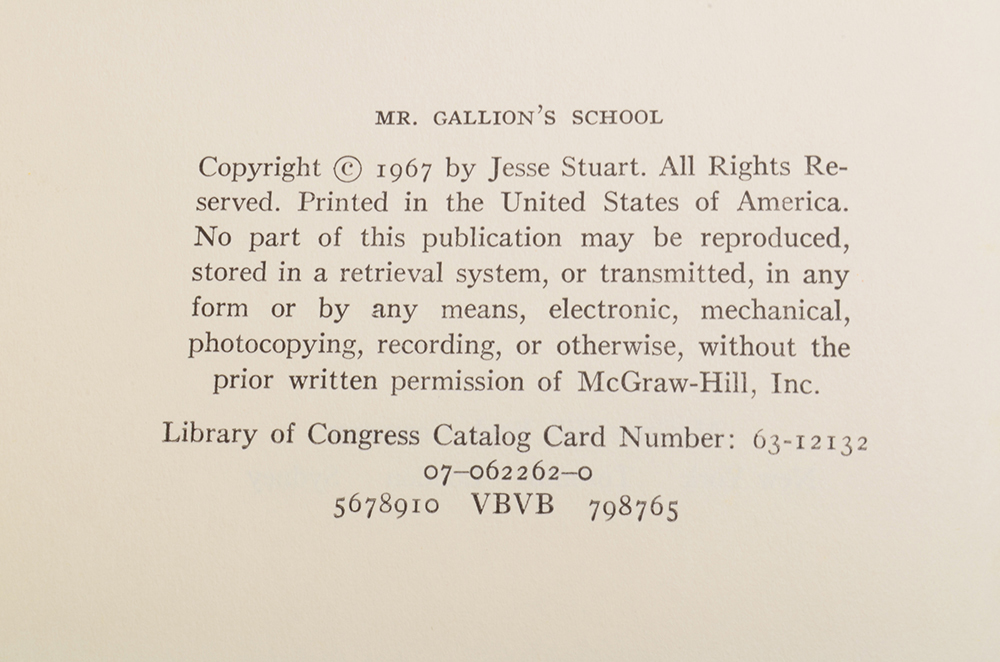 MR. GALLION'S SCHOOL
Copyright © 1967 by Jesse Stuart. All Rights Re-
served. Printed in the United States of America.
No part of this publication may be reproduced,
stored in a retrieval system, or transmitted, in any
form or by any means, electronic, mechanical,
photocopying, recording, or otherwise, without the
prior written permission of McGraw-Hill, Inc.
Library of Congress Catalog Card Number: 63-12132
07-062262-0
5678910 VBVB 798765